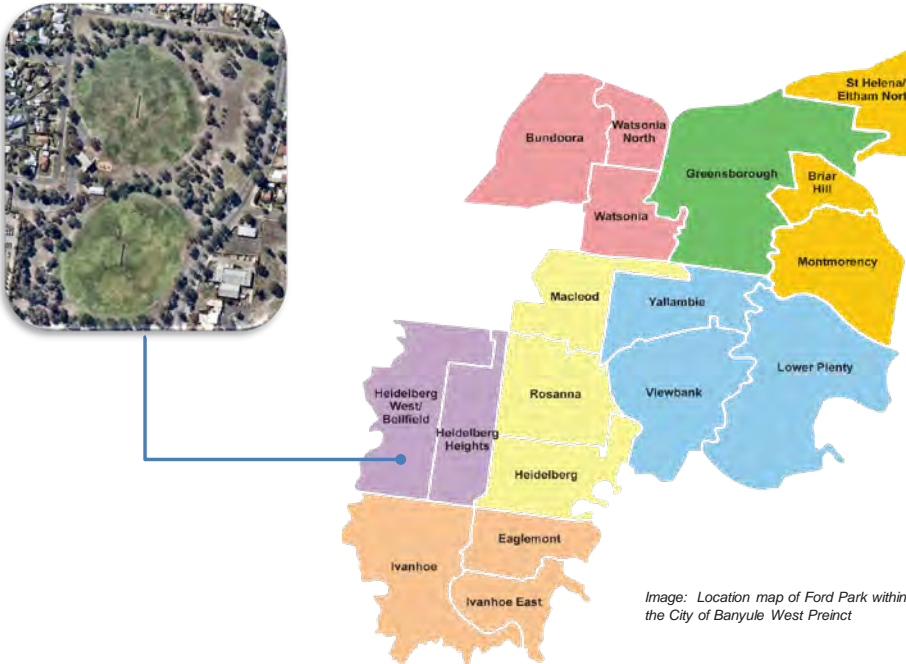 St Helena/
Eltham North
Bundoora
Watsonia
North
Greensborough
Briar
Hill
Watsonia
Montmorency
Macleod
Yallambie
Lower Plenty
Heidelberg
West/
Bellfield
Rosanna
Viewbank
Heidelberg
Heights
Heidelberg
Eaglemont
Ivanhoe
Ivanhoe East
Image: Location map of Ford Park within
the City of Banyule West Preinct